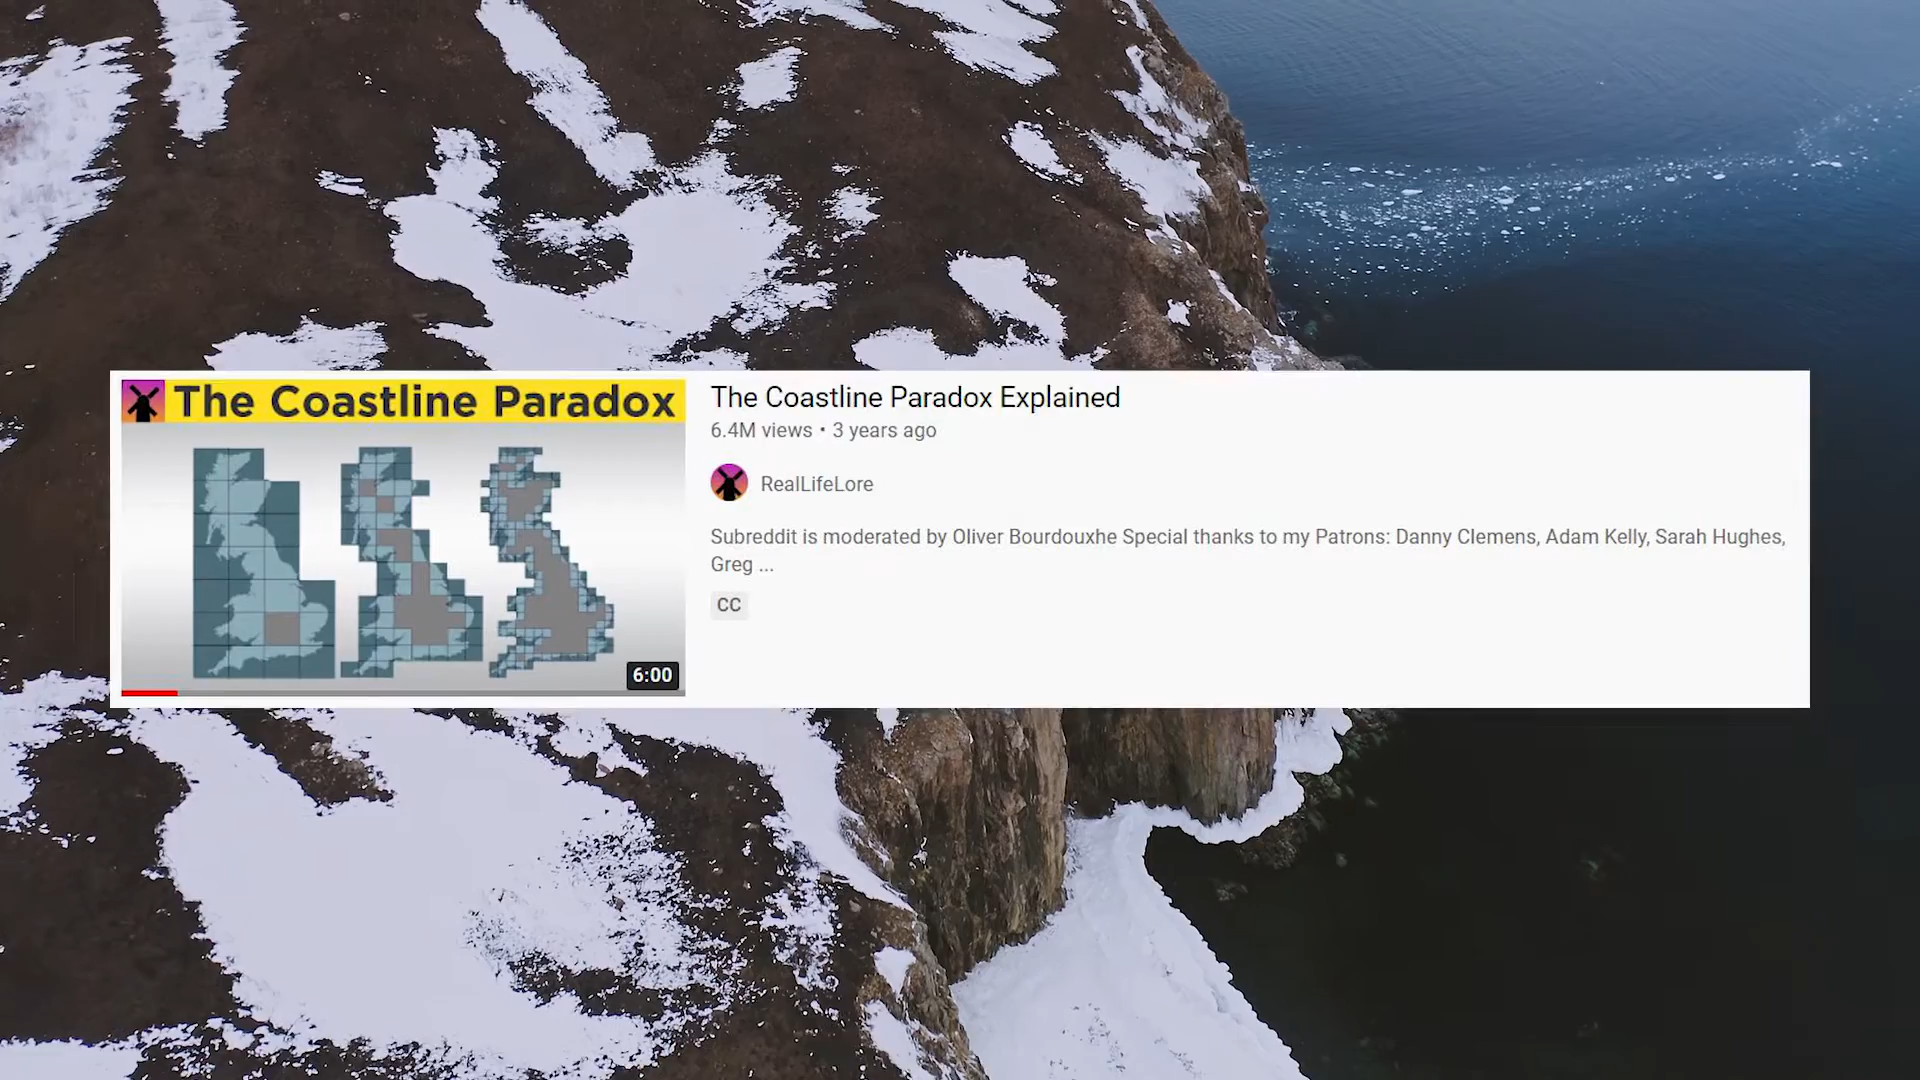 The Coastline Paradox
6:00
The Coastline Paradox Explained
6.4M views • 3 years ago
RealLifeLore
Subreddit is moderated by Oliver Bourdouxhe Special thanks to my Patrons: Danny Clemens, Adam Kelly, Sarah Hughes,
Greg ...
CC